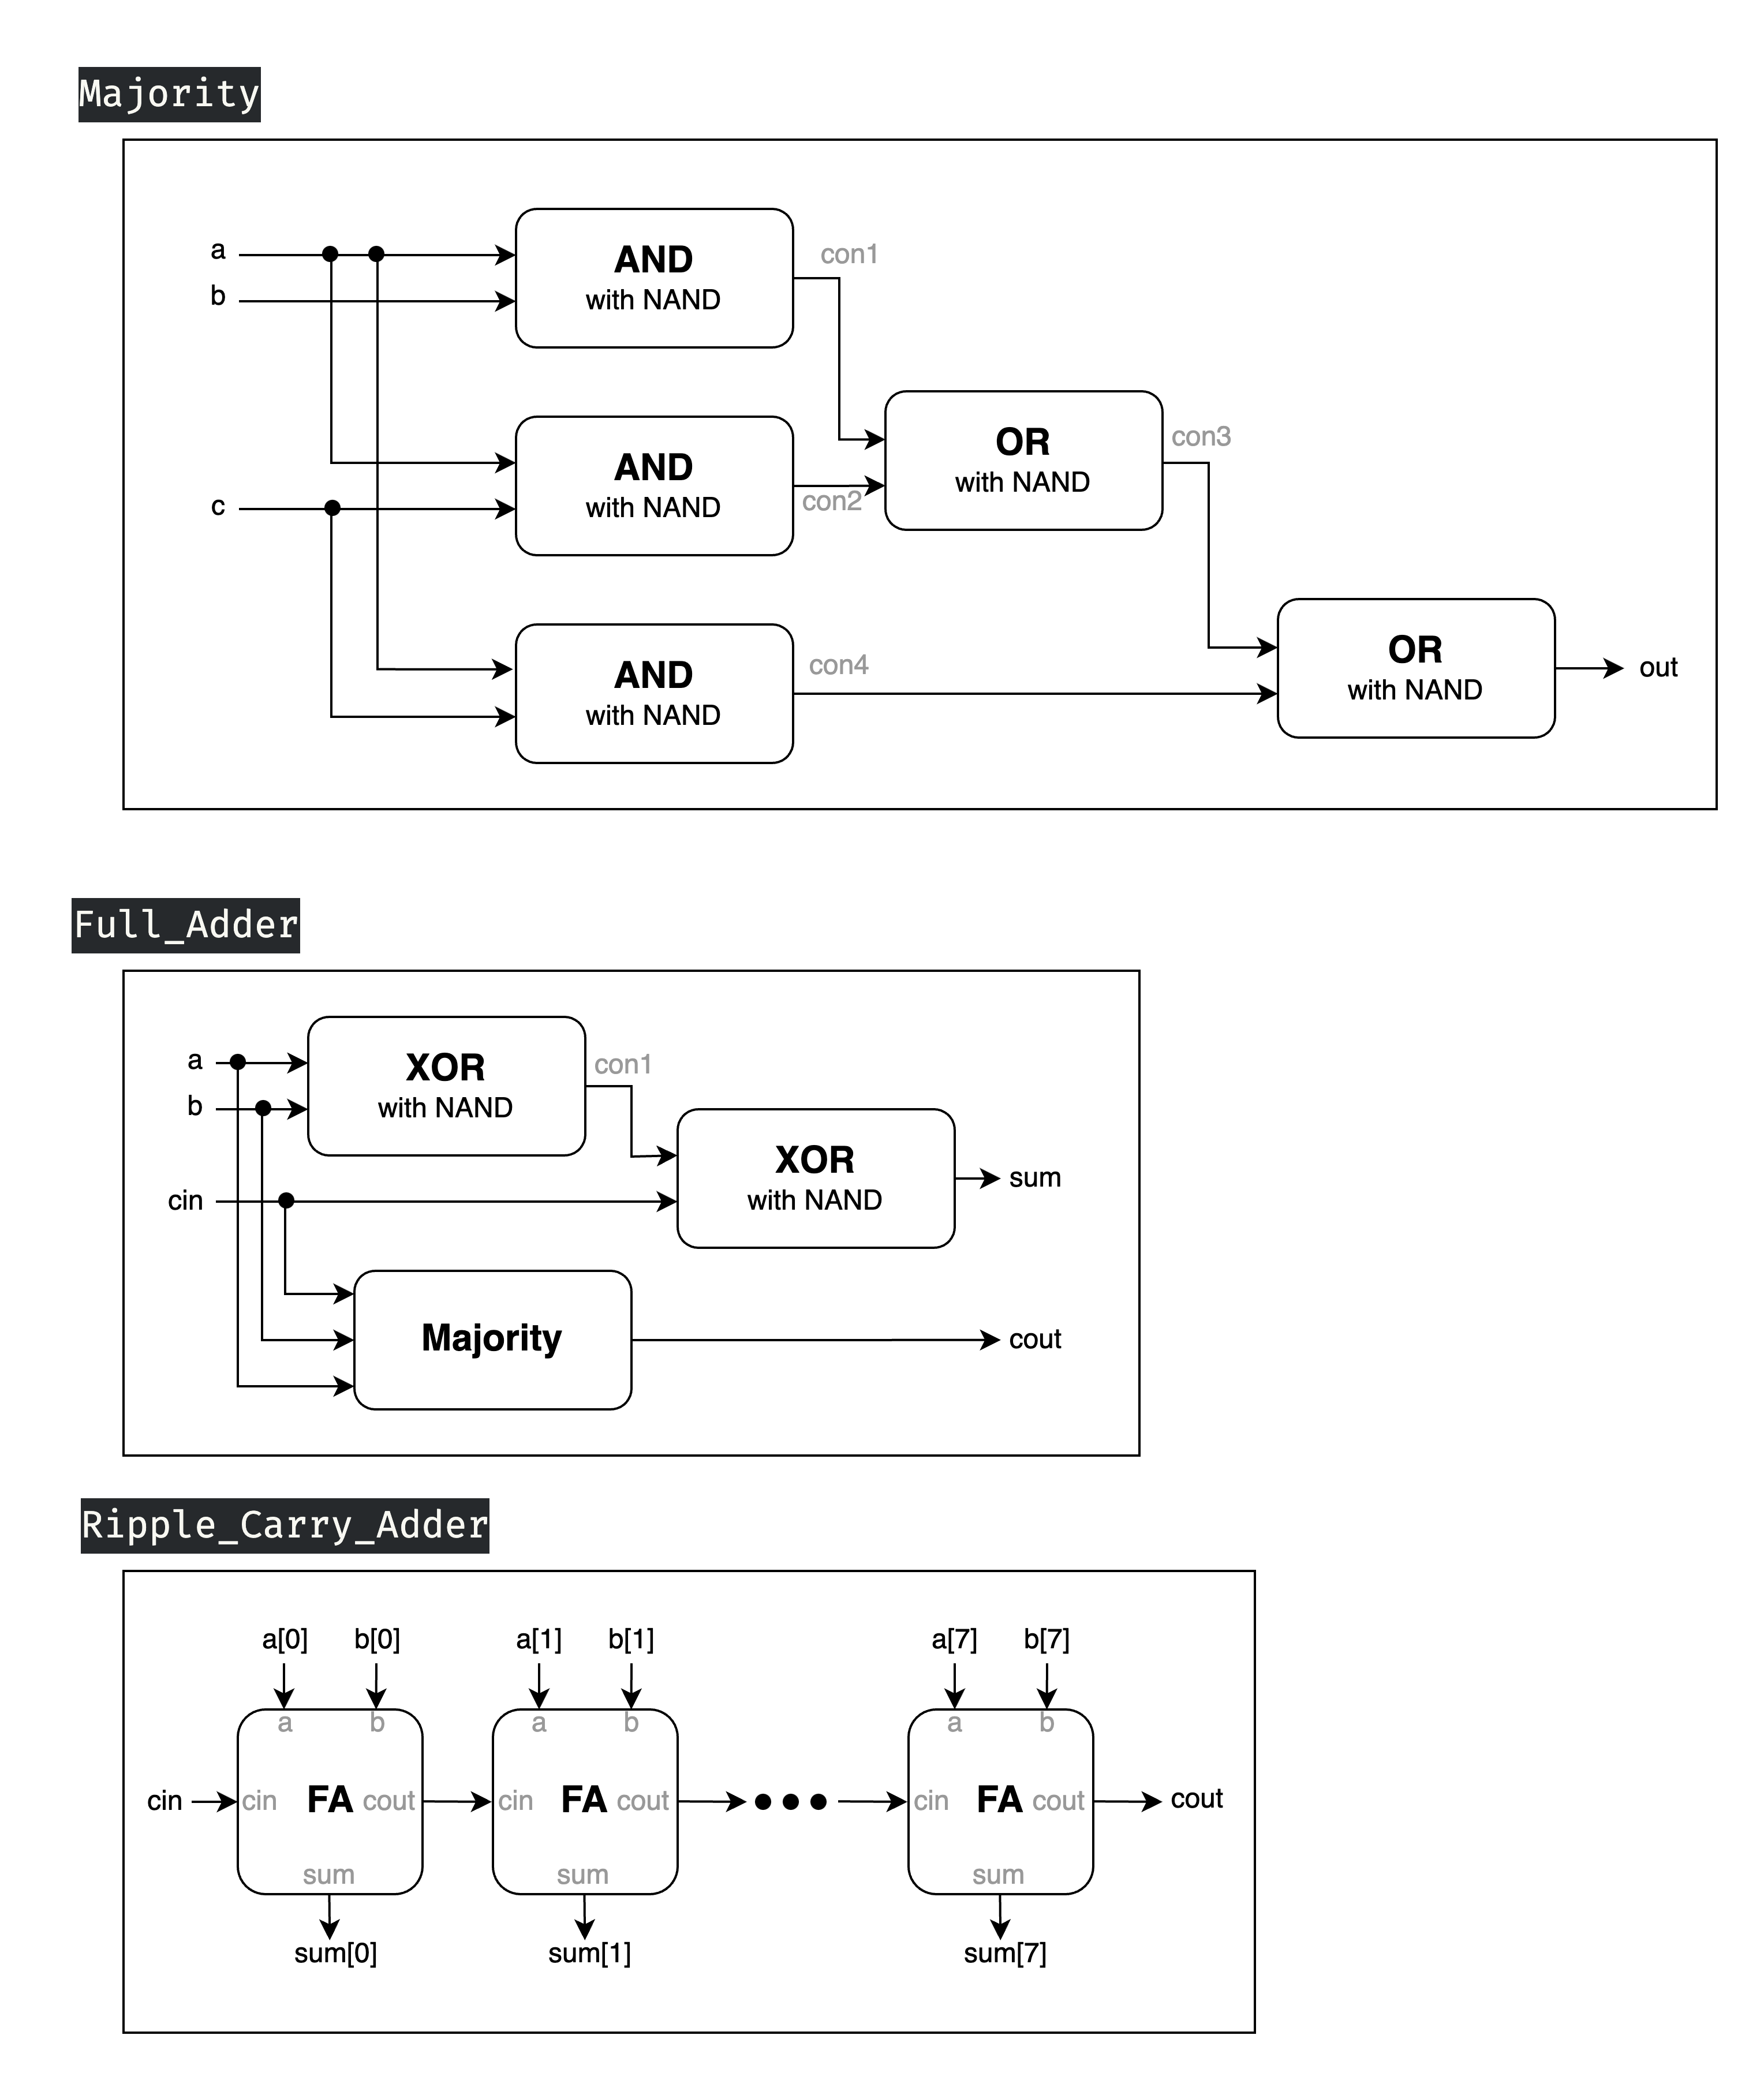 Majority
a
b
c
AND
with NAND
con1
AND
with NAND
con2
OR
with NAND
con3
AND
with NAND
con4
OR
with NAND
out
Full_Adder
a
b
cin
XOR
with NAND
con1
XOR
with NAND
sum
Majority
cout
Ripple_Carry_Adder
a[0] b[0] a[1] b[1] a[7] b[7]
a b a b a b
cin cin FA cout cin FA cout cin FA cout cout
sum sum sum
sum[0] sum[1] sum[7]